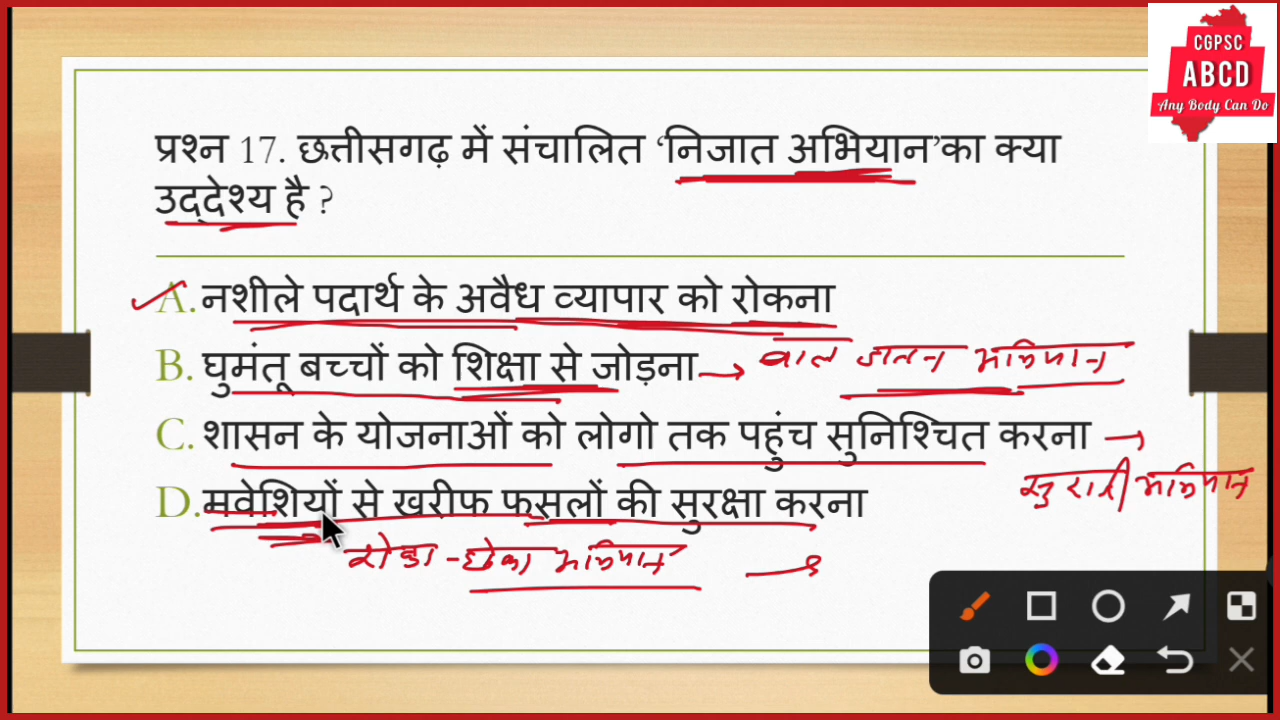 CGPSC
ABCD
Any Body Can Do
प्रश्न 17. छत्तीसगढ़ में संचालित ‘निजात अभियान’का क्या
उद्देश्य है ?
A. नशीले पदार्थ के अवैध व्यापार को रोकना
B. घुमंतू बच्चों को शिक्षा से जोड़ना → बाल जतन अभियान
C. शासन के योजनाओं को लोगो तक पहुंच सुनिश्चित करना →
अभियान
D. मवेशियों से खरीफ फसलों की सुरक्षा करना
रोका-छेका अभियान